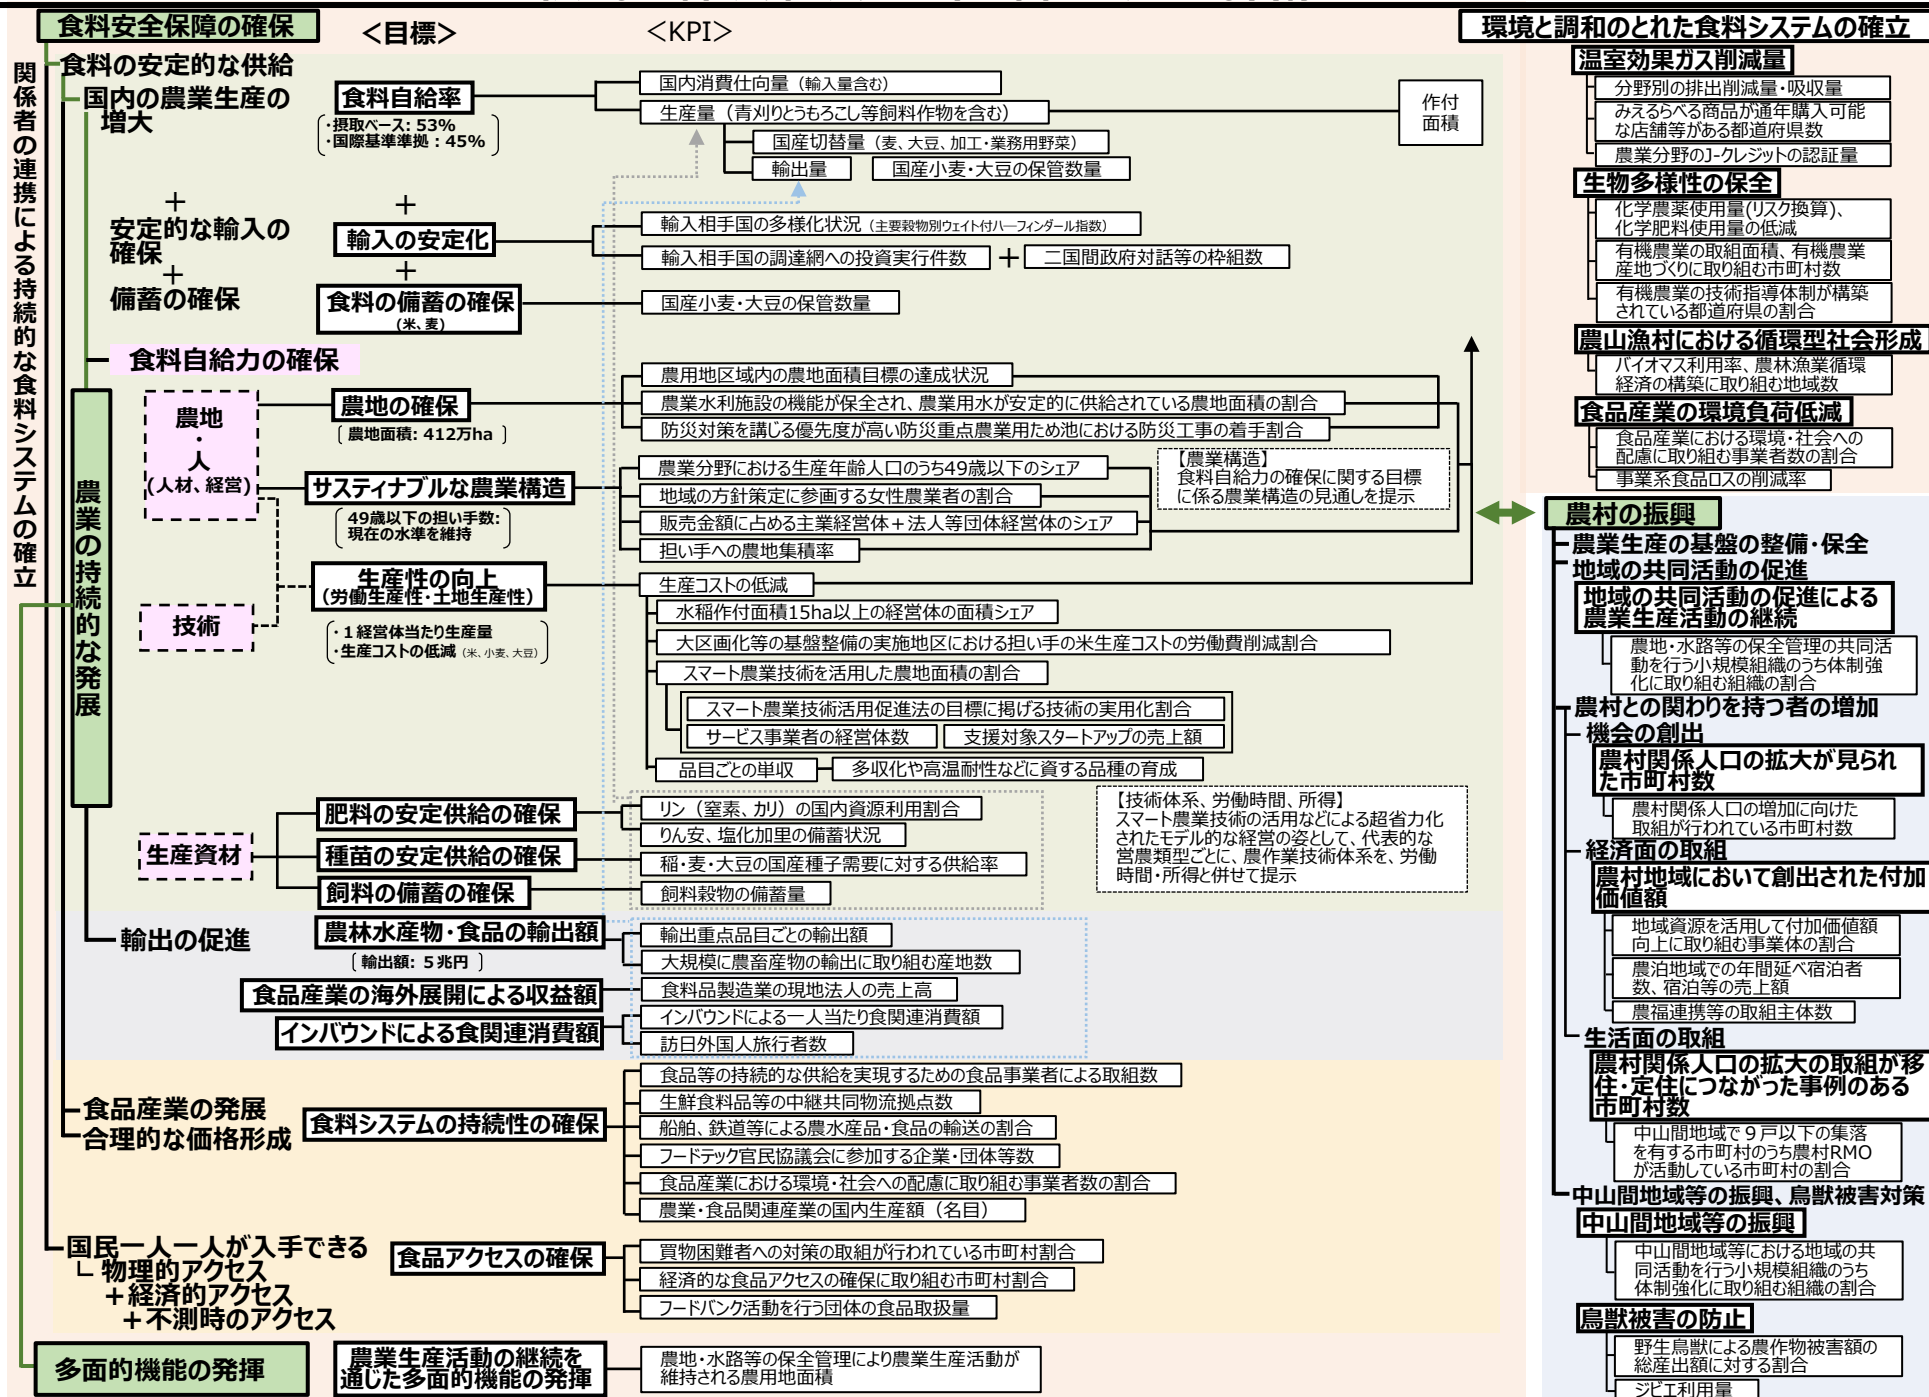 食料安全保障の確保
<目標>
<KPI>
環境と調和のとれた食料システムの確立
関係者の連携による持続的な食料システムの確立
食料の安定的な供給
国内の農業生産の
増大
食料自給率
・摂取ベース: 53%
・国際基準準拠：45%
国内消費仕向量（輸入量含む）
生産量（青刈りとうもろこし等飼料作物を含む）
国産切替量（麦、大豆、加工・業務用野菜）
輸出量
国産小麦・大豆の保管数量
作付
面積
＋
安定的な輸入の
確保
＋
備蓄の確保
＋
輸入の安定化
＋
食料の備蓄の確保
(米、麦)
輸入相手国の多様化状況（主要穀物別ウェイト付ハーフィンダール指数）
輸入相手国の調達網への投資実行件数
＋
二国間政府対話等の枠組数
国産小麦・大豆の保管数量
食料自給力の確保
農業の持続的な発展
農地
・
人
(人材、経営)
技術
農地の確保
農地面積: 412万ha
農用地区域内の農地面積目標の達成状況
農業水利施設の機能が保全され、農業用水が安定的に供給されている農地面積の割合
防災対策を講じる優先度が高い防災重点農業用ため池における防災工事の着手割合
サスティナブルな農業構造
49歳以下の担い手数:
現在の水準を維持
農業分野における生産年齢人口のうち49歳以下のシェア
地域の方針策定に参画する女性農業者の割合
販売金額に占める主業経営体＋法人等団体経営体のシェア
担い手への農地集積率
【農業構造】
食料自給力の確保に関する目標
に係る農業構造の見通しを提示
生産性の向上
(労働生産性・土地生産性)
・１経営体当たり生産量
・生産コストの低減（米、小麦、大豆）
生産コストの低減
水稲作付面積15ha以上の経営体の面積シェア
大区画化等の基盤整備の実施地区における担い手の米生産コストの労働費削減割合
スマート農業技術を活用した農地面積の割合
スマート農業技術活用促進法の目標に掲げる技術の実用化割合
サービス事業者の経営体数
支援対象スタートアップの売上額
品目ごとの単収
多収化や高温耐性などに資する品種の育成
生産資材
肥料の安定供給の確保
種苗の安定供給の確保
飼料の備蓄の確保
リン（窒素、カリ）の国内資源利用割合
りん安、塩化加里の備蓄状況
稲・麦・大豆の国産種子需要に対する供給率
飼料穀物の備蓄量
【技術体系、労働時間、所得】
スマート農業技術の活用などによる超省力化
されたモデル的な経営の姿として、代表的な
営農類型ごとに、農作業技術体系を、労働
時間・所得と併せて提示
輸出の促進
農林水産物・食品の輸出額
輸出額: ５兆円
食品産業の海外展開による収益額
インバウンドによる食関連消費額
輸出重点品目ごとの輸出額
大規模に農畜産物の輸出に取り組む産地数
食料品製造業の現地法人の売上高
インバウンドによる一人当たり食関連消費額
訪日外国人旅行者数
食品産業の発展
合理的な価格形成
食料システムの持続性の確保
食品等の持続的な供給を実現するための食品事業者による取組数
生鮮食料品等の中継共同物流拠点数
船舶、鉄道等による農水産品・食品の輸送の割合
フードテック官民協議会に参加する企業・団体等数
食品産業における環境・社会への配慮に取り組む事業者数の割合
農業・食品関連産業の国内生産額（名目）
国民一人一人が入手できる
物理的アクセス
＋経済的アクセス
＋不測時のアクセス
食品アクセスの確保
買物困難者への対策の取組が行われている市町村割合
経済的な食品アクセスの確保に取り組む市町村割合
フードバンク活動を行う団体の食品取扱量
多面的機能の発揮
農業生産活動の継続を
通じた多面的機能の発揮
農地・水路等の保全管理により農業生産活動が
維持される農用地面積
温室効果ガス削減量
分野別の排出削減量・吸収量
みえるらべる商品が通年購入可能
な店舗等がある都道府県数
農業分野のJ-クレジットの認証量
生物多様性の保全
化学農薬使用量(リスク換算)、
化学肥料使用量の低減
有機農業の取組面積、有機農業
産地づくりに取り組む市町村数
有機農業の技術指導体制が構築
されている都道府県の割合
農山漁村における循環型社会形成
バイオマス利用率、農林漁業循環
経済の構築に取り組む地域数
食品産業の環境負荷低減
食品産業における環境・社会への
配慮に取り組む事業者数の割合
事業系食品ロスの削減率
農村の振興
農業生産の基盤の整備・保全
地域の共同活動の促進
地域の共同活動の促進による
農業生産活動の継続
農地・水路等の保全管理の共同活
動を行う小規模組織のうち体制強
化に取り組む組織の割合
農村との関わりを持つ者の増加
機会の創出
農村関係人口の拡大が見られ
た市町村数
農村関係人口の増加に向けた
取組が行われている市町村数
経済面の取組
農村地域において創出された付加
価値額
地域資源を活用して付加価値額
向上に取り組む事業体の割合
農泊地域での年間延べ宿泊者
数、宿泊等の売上額
農福連携等の取組主体数
生活面の取組
農村関係人口の拡大の取組が移
住・定住につながった事例のある
市町村数
中山間地域で９戸以下の集落
を有する市町村のうち農村RMO
が活動している市町村の割合
中山間地域等の振興、鳥獣被害対策
中山間地域等の振興
中山間地域等における地域の共
同活動を行う小規模組織のうち
体制強化に取り組む組織の割合
鳥獣被害の防止
野生鳥獣による農作物被害額の
総産出額に対する割合
ジビエ利用量